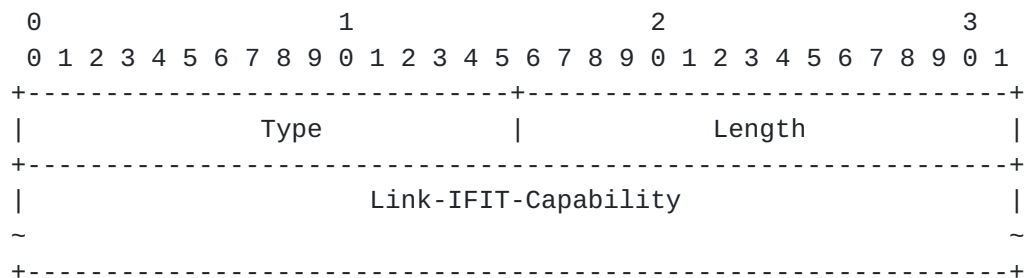 0                   1                   2                   3
 0 1 2 3 4 5 6 7 8 9 0 1 2 3 4 5 6 7 8 9 0 1 2 3 4 5 6 7 8 9 0 1
+-------------------------------+-------------------------------+
|               Type            |            Length             |
+---------------------------------------------------------------+
|                      Link-IFIT-Capability                     |
~                                                               ~
+---------------------------------------------------------------+